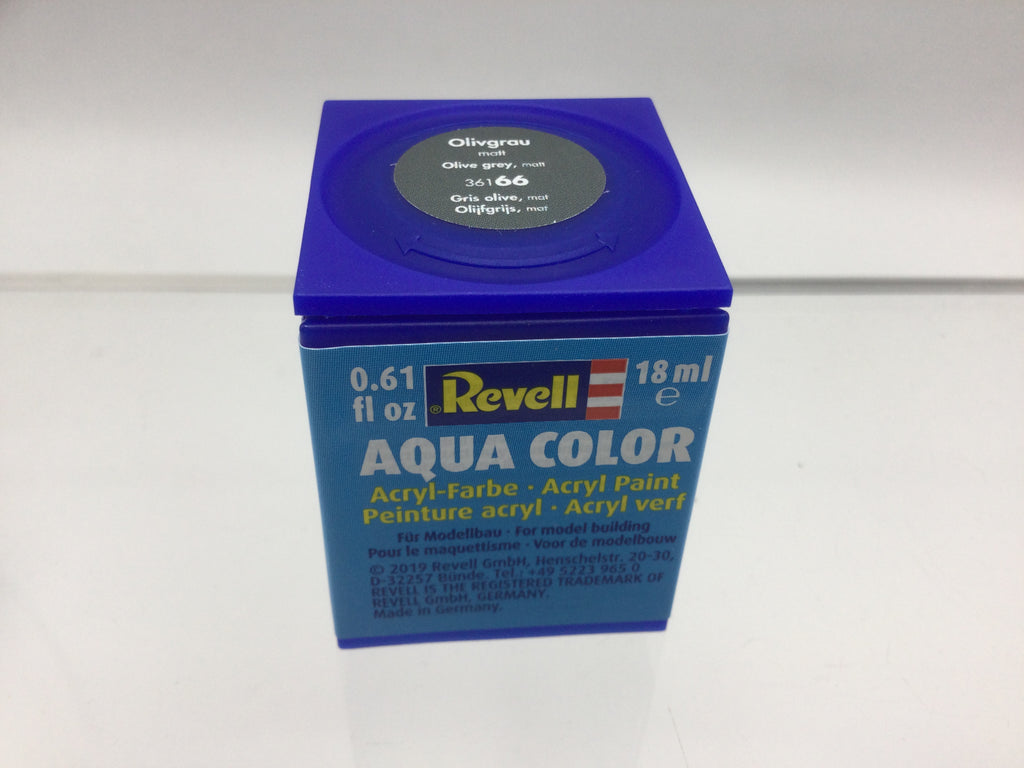 Olivgrau
matt
Olive grey, matt
36166
Gris olive, mat
Olijfgrijs, mat
0.61
fl oz
® Revell
18 ml
e
AQUA COLOR
Acryl-Farbe · Acryl Paint
Peinture acryl · Acryl verf
Für Modellbau · For model building
Pour le maquettisme · Voor de modelbouw
© 2019 Revell GmbH, Henschelstr. 20-30,
D-32257 Bünde. Tel.: +49 5223 965 0
REVELL IS THE REGISTERED TRADEMARK OF
REVELL GmbH, GERMANY.
Made in Germany.